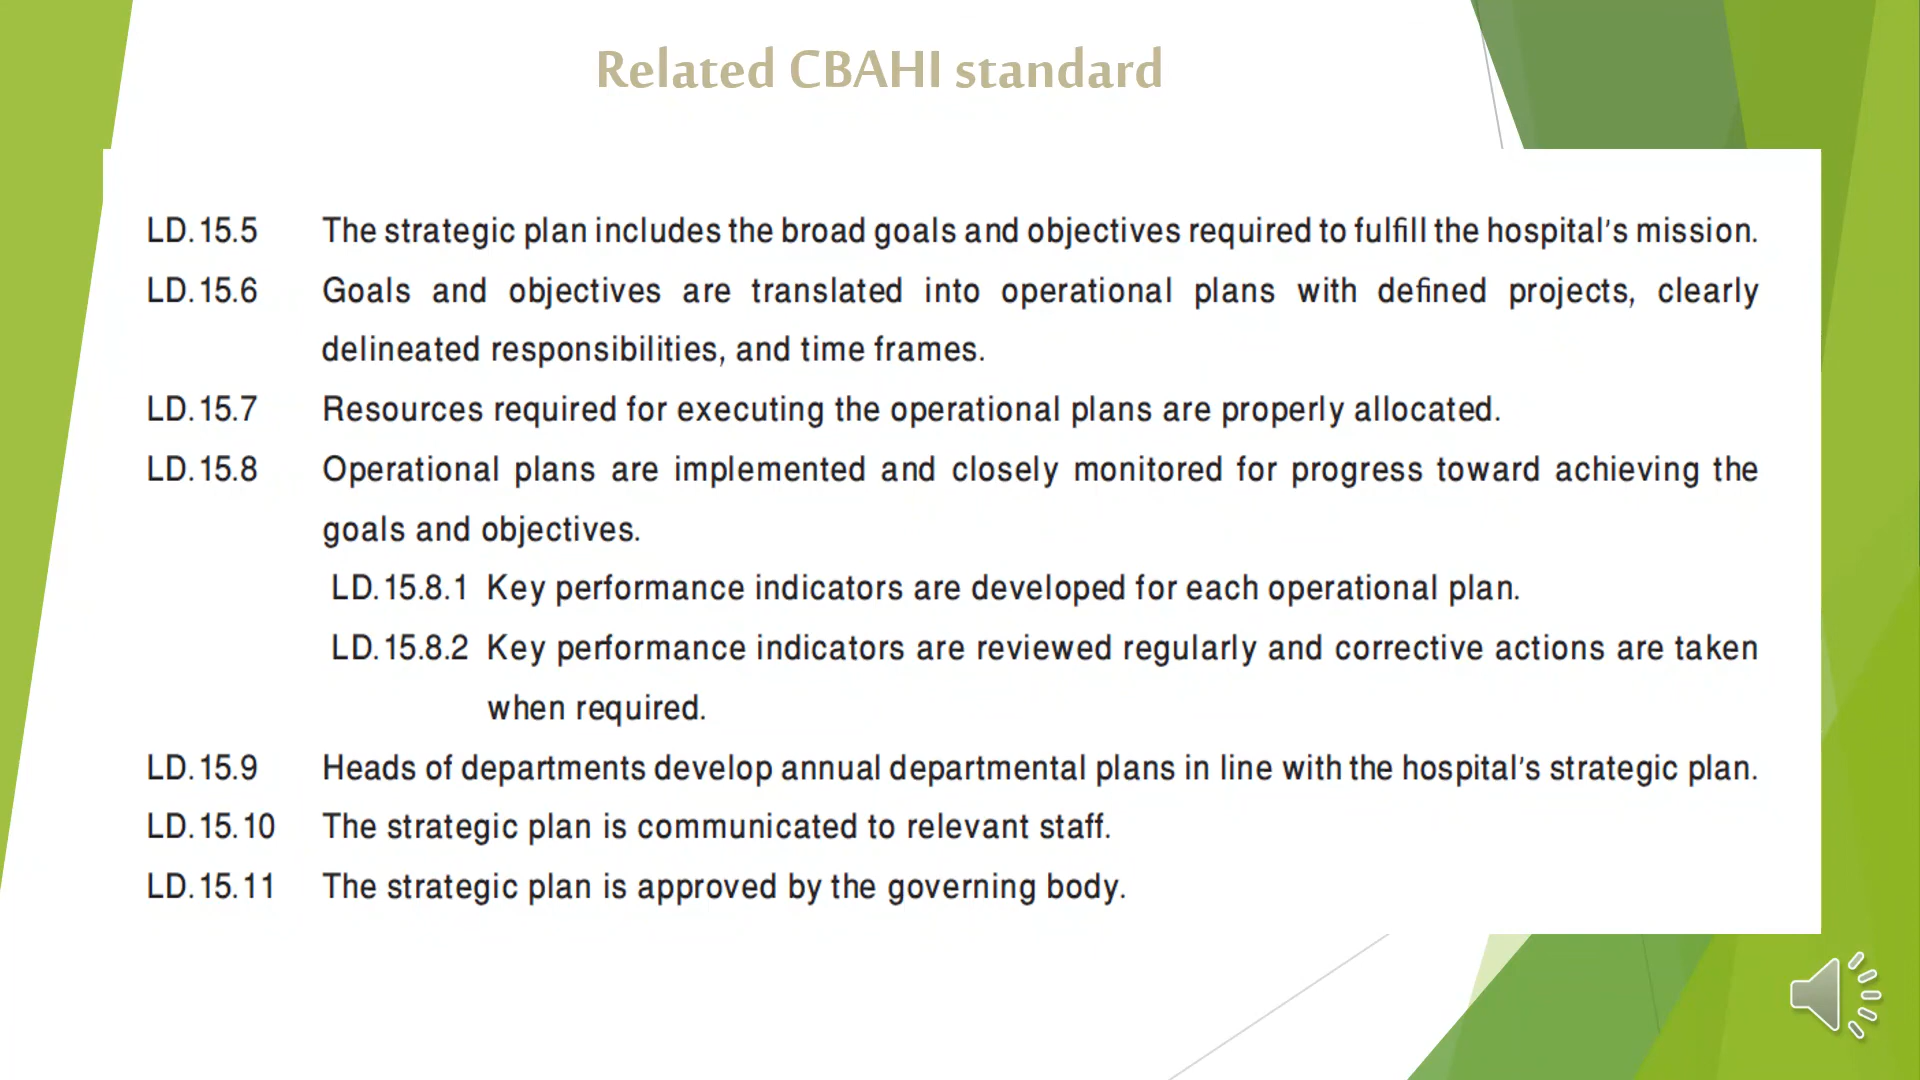 Related CBAHI standard
LD.15.5 The strategic plan includes the broad goals and objectives required to fulfill the hospital's mission.
LD.15.6 Goals and objectives are translated into operational plans with defined projects, clearly
delineated responsibilities, and time frames.
LD.15.7 Resources required for executing the operational plans are properly allocated.
LD.15.8 Operational plans are implemented and closely monitored for progress toward achieving the
goals and objectives.
LD.15.8.1 Key performance indicators are developed for each operational plan.
LD.15.8.2 Key performance indicators are reviewed regularly and corrective actions are taken
when required.
LD.15.9 Heads of departments develop annual departmental plans in line with the hospital's strategic plan.
LD.15.10 The strategic plan is communicated to relevant staff.
LD.15.11 The strategic plan is approved by the governing body.